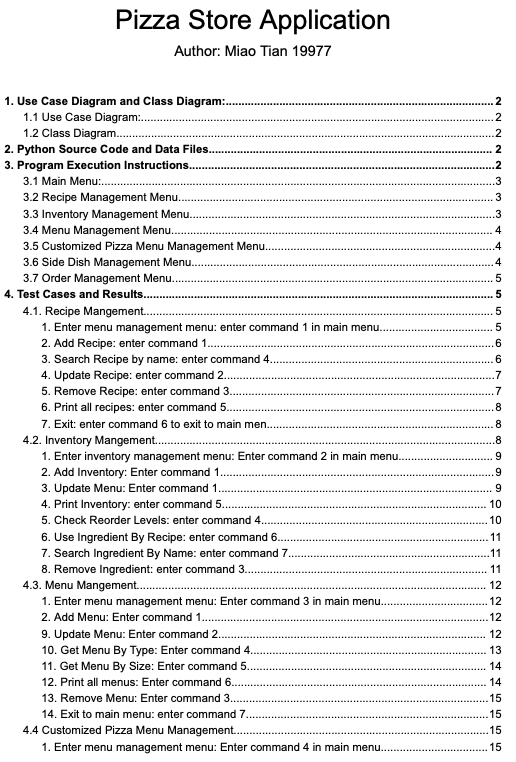 Pizza Store Application
Author: Miao Tian 19977
1. Use Case Diagram and Class Diagram:.......... 2
1.1 Use Case Diagram:.......... 2
1.2 Class Diagram.......... 2
2. Python Source Code and Data Files.......... 2
3. Program Execution Instructions.......... 2
3.1 Main Menu:.......... 3
3.2 Recipe Management Menu.......... 3
3.3 Inventory Management Menu.......... 3
3.4 Menu Management Menu.......... 4
3.5 Customized Pizza Menu Management Menu.......... 4
3.6 Side Dish Management Menu.......... 4
3.7 Order Management Menu.......... 5
4. Test Cases and Results.......... 5
4.1. Recipe Mangement.......... 5
1. Enter menu management menu: enter command 1 in main menu.......... 5
2. Add Recipe: enter command 1.......... 6
3. Search Recipe by name: enter command 4.......... 6
4. Update Recipe: enter command 2.......... 7
5. Remove Recipe: enter command 3.......... 7
6. Print all recipes: enter command 5.......... 8
7. Exit: enter command 6 to exit to main men.......... 8
4.2. Inventory Mangement.......... 8
1. Enter inventory management menu: Enter command 2 in main menu.......... 9
2. Add Inventory: Enter command 1.......... 9
3. Update Menu: Enter command 1.......... 9
4. Print Inventory: enter command 5.......... 10
5. Check Reorder Levels: enter command 4.......... 10
6. Use Ingredient By Recipe: enter command 6.......... 11
7. Search Ingredient By Name: enter command 7.......... 11
8. Remove Ingredient: enter command 3.......... 11
4.3. Menu Mangement.......... 12
1. Enter menu management menu: Enter command 3 in main menu.......... 12
2. Add Menu: Enter command 1.......... 12
9. Update Menu: Enter command 2.......... 12
10. Get Menu By Type: Enter command 4.......... 13
11. Get Menu By Size: Enter command 5.......... 14
12. Print all menus: Enter command 6.......... 14
13. Remove Menu: Enter command 3.......... 15
14. Exit to main menu: enter command 7.......... 15
4.4 Customized Pizza Menu Management.......... 15
1. Enter menu management menu: Enter command 4 in main menu.......... 15